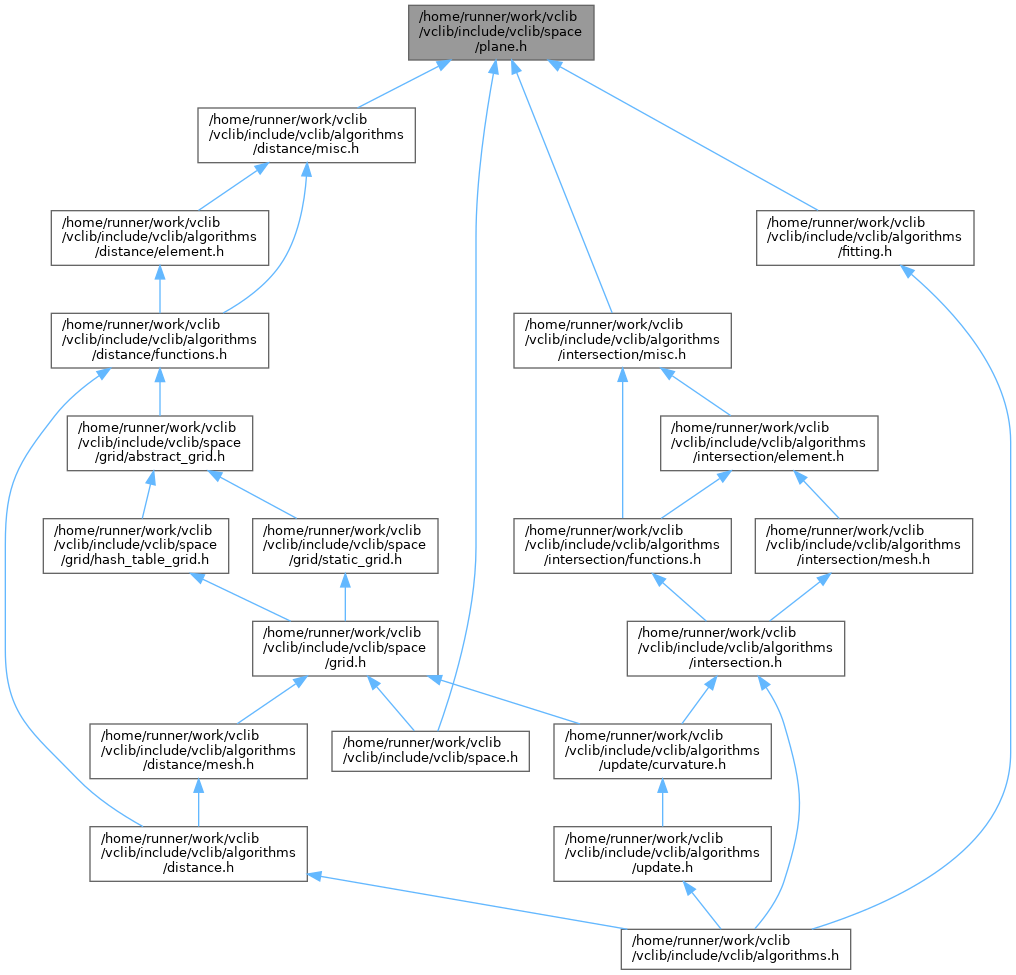 /home/runner/work/vclib
/vclib/include/vclib/space
/plane.h
/home/runner/work/vclib
/vclib/include/vclib/algorithms
/distance/misc.h
/home/runner/work/vclib
/vclib/include/vclib/algorithms
/distance/element.h
/home/runner/work/vclib
/vclib/include/vclib/algorithms
/fitting.h
/home/runner/work/vclib
/vclib/include/vclib/algorithms
/distance/functions.h
/home/runner/work/vclib
/vclib/include/vclib/algorithms
/intersection/misc.h
/home/runner/work/vclib
/vclib/include/vclib/space
/grid/abstract_grid.h
/home/runner/work/vclib
/vclib/include/vclib/algorithms
/intersection/element.h
/home/runner/work/vclib
/vclib/include/vclib/space
/grid/hash_table_grid.h
/home/runner/work/vclib
/vclib/include/vclib/space
/grid/static_grid.h
/home/runner/work/vclib
/vclib/include/vclib/algorithms
/intersection/functions.h
/home/runner/work/vclib
/vclib/include/vclib/algorithms
/intersection/mesh.h
/home/runner/work/vclib
/vclib/include/vclib/space
/grid.h
/home/runner/work/vclib
/vclib/include/vclib/algorithms
/intersection.h
/home/runner/work/vclib
/vclib/include/vclib/algorithms
/distance/mesh.h
/home/runner/work/vclib
/vclib/include/vclib/space.h
/home/runner/work/vclib
/vclib/include/vclib/algorithms
/update/curvature.h
/home/runner/work/vclib
/vclib/include/vclib/algorithms
/distance.h
/home/runner/work/vclib
/vclib/include/vclib/algorithms
/update.h
/home/runner/work/vclib
/vclib/include/vclib/algorithms.h